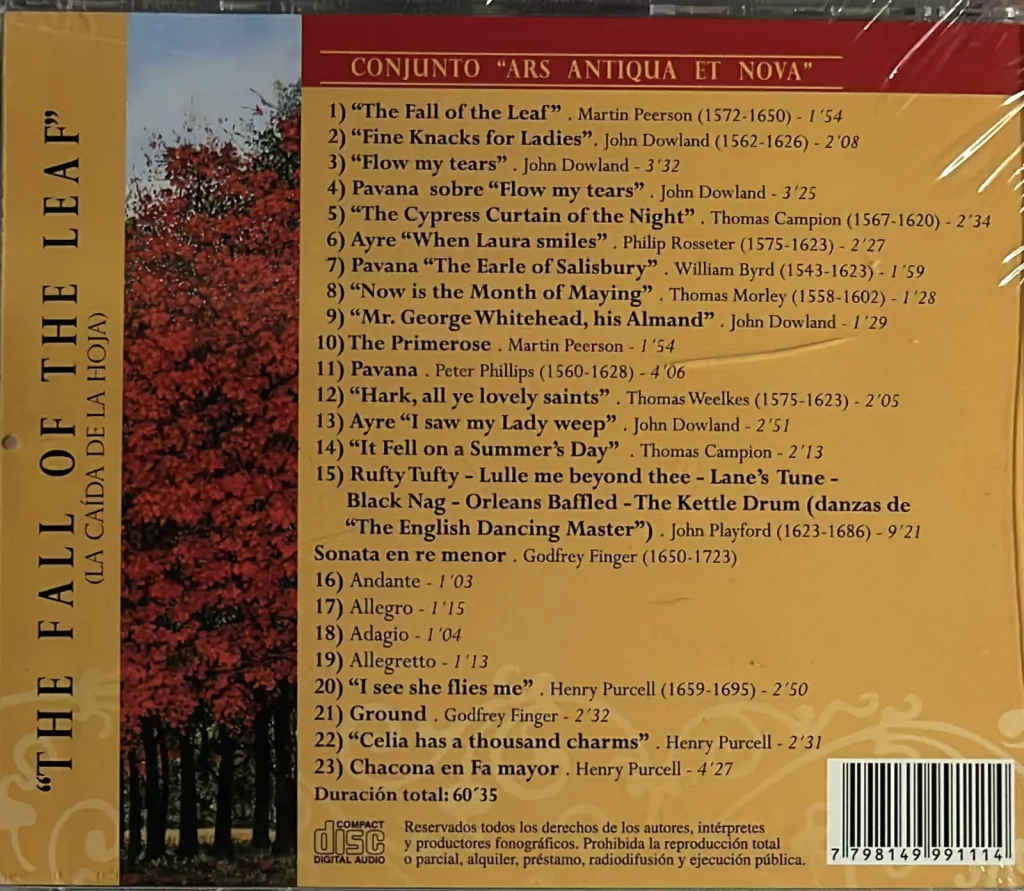 "THE FALL OF THE LEAF"
(LA CAÍDA DE LA HOJA)
CONJUNTO "ARS ANTIQUA ET NOVA"
1) "The Fall of the Leaf" . Martin Peerson (1572-1650) - 1'54
2) "Fine Knacks for Ladies". John Dowland (1562-1626) - 2'08
3) "Flow my tears" . John Dowland - 3'32
4) Pavana sobre "Flow my tears" . John Dowland - 3'25
5) "The Cypress Curtain of the Night" . Thomas Campion (1567-1620) - 2'34
6) Ayre "When Laura smiles" . Philip Rosseter (1575-1623) - 2'27
7) Pavana "The Earle of Salisbury" . William Byrd (1543-1623) - 1'59
8) "Now is the Month of Maying" . Thomas Morley (1558-1602) - 1'28
9) "Mr. George Whitehead, his Almand" . John Dowland - 1'29
10) The Primerose . Martin Peerson - 1'54
11) Pavana . Peter Phillips (1560-1628) - 4'06
12) "Hark, all ye lovely saints" . Thomas Weelkes (1575-1623) - 2'05
13) Ayre "I saw my Lady weep" . John Dowland - 2'51
14) "It Fell on a Summer's Day" . Thomas Campion - 2'13
15) Rufty Tufty - Lulle me beyond thee - Lane's Tune -
Black Nag - Orleans Baffled - The Kettle Drum (danzas de
"The English Dancing Master") . John Playford (1623-1686) - 9'21
Sonata en re menor . Godfrey Finger (1650-1723)
16) Andante - 1'03
17) Allegro - 1'15
18) Adagio - 1'04
19) Allegretto - 1'13
20) "I see she flies me" . Henry Purcell (1659-1695) - 2'50
21) Ground . Godfrey Finger - 2'32
22) "Celia has a thousand charms" . Henry Purcell - 2'31
23) Chacona en Fa mayor . Henry Purcell - 4'27
Duración total: 60'35
COMPACT
disc
DIGITAL AUDIO
Reservados todos los derechos de los autores, intérpretes
y productores fonográficos. Prohibida la reproducción total
o parcial, alquiler, préstamo, radiodifusión y ejecución pública.
7 798149 991114